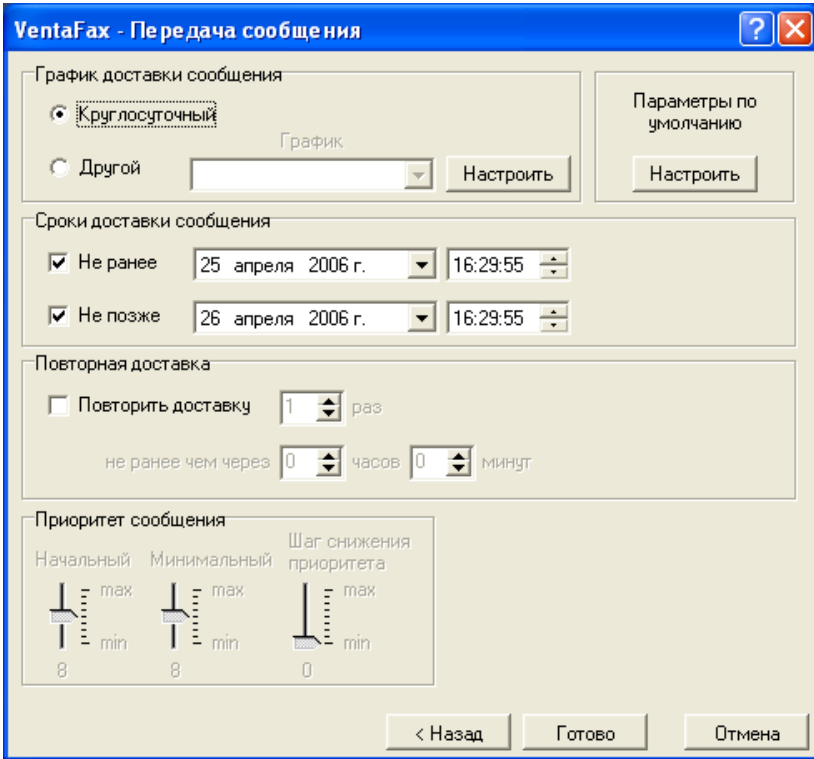 VentaFax - Передача сообщения
График доставки сообщения
Круглосуточный
График
Другой
Настроить
Параметры по
умолчанию
Настроить
Сроки доставки сообщения
Не ранее 25 апреля 2006 г. 16:29:55
Не позже 26 апреля 2006 г. 16:29:55
Повторная доставка
Повторить доставку 1 раз
не ранее чем через 0 часов 0 минут
Приоритет сообщения
Начальный Минимальный Шаг снижения
приоритета
max max max
min min min
8 8 0
< Назад Готово Отмена